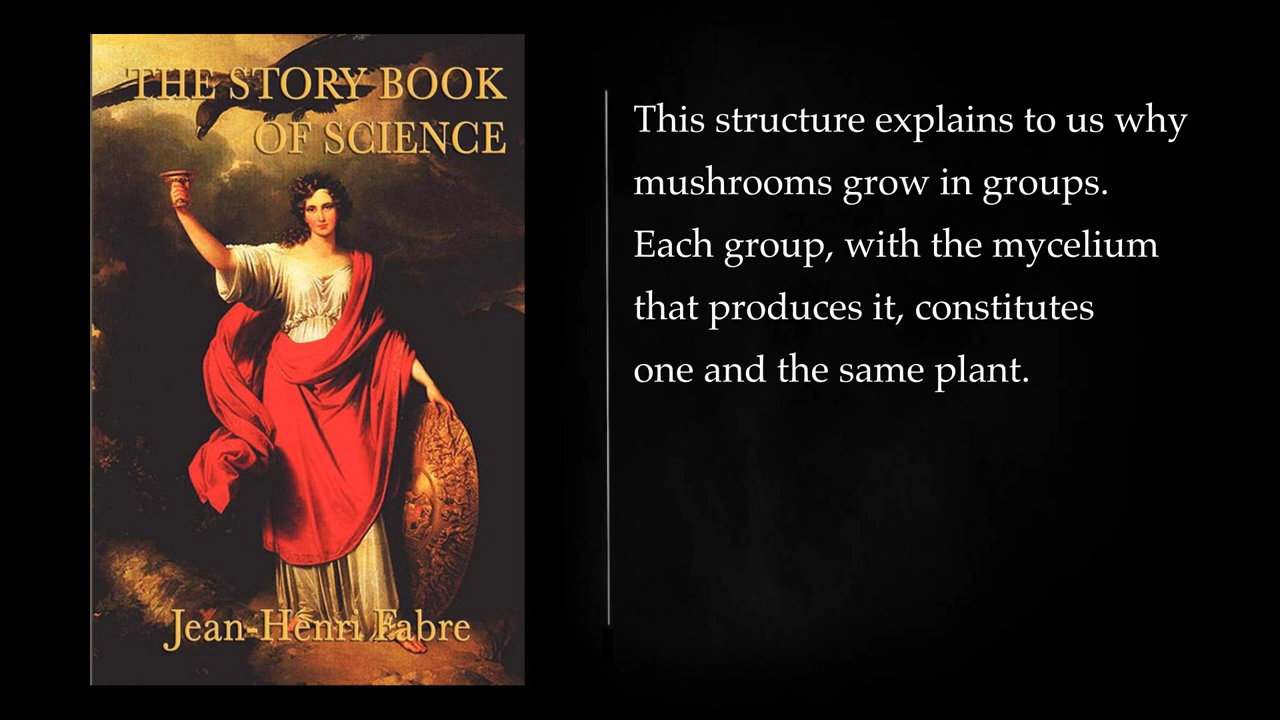 THE STORY BOOK
OF SCIENCE
Jean-Henri Fabre
This structure explains to us why
mushrooms grow in groups.
Each group, with the mycelium
that produces it, constitutes
one and the same plant.